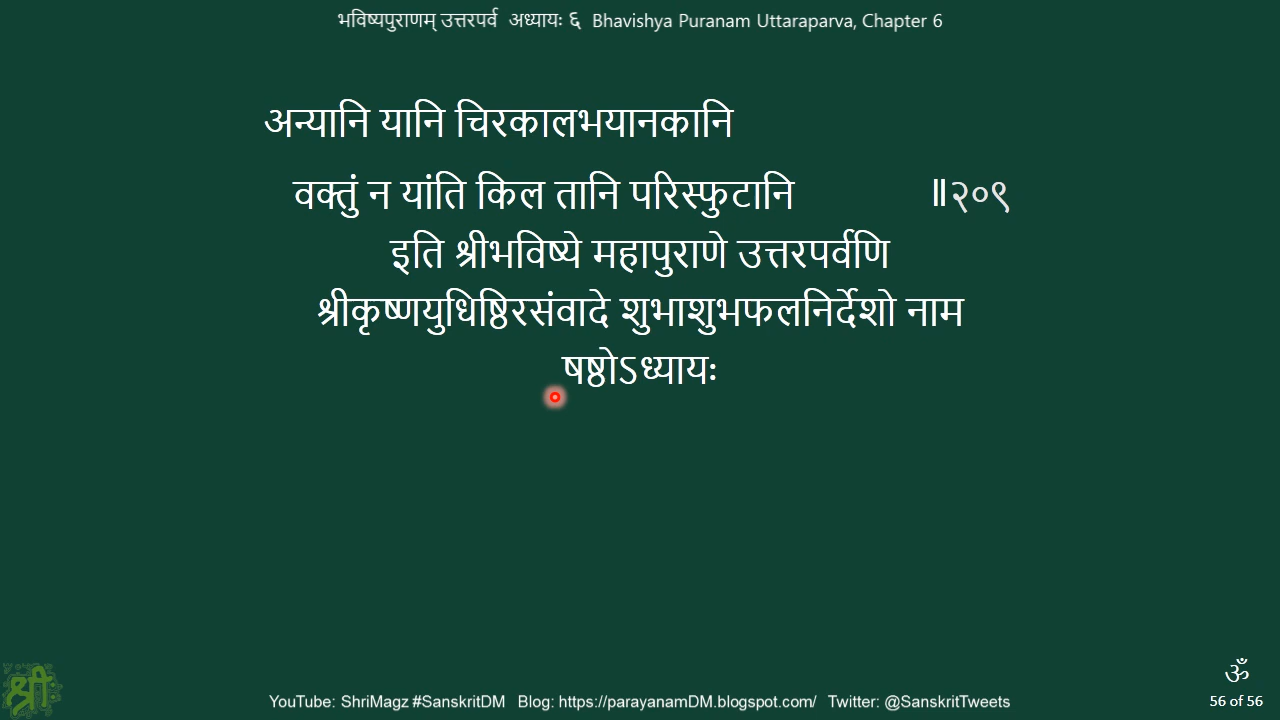 भविष्यपुराणम् उत्तरपर्व अध्यायः ६ Bhavishya Puranam Uttaraparva, Chapter 6
अन्यानि यानि चिरकालभयानकानि
वक्तुं न यांति किल तानि परिस्फुटानि ॥२०९
इति श्रीभविष्ये महापुराणे उत्तरपर्वणि
श्रीकृष्णयुधिष्ठिरसंवादे शुभाशुभफलनिर्देशो नाम
षष्ठोऽध्यायः
श्री
ॐ
YouTube: ShriMagz #SanskritDM Blog: https://parayanamDM.blogspot.com/ Twitter: @SanskritTweets
56 of 56